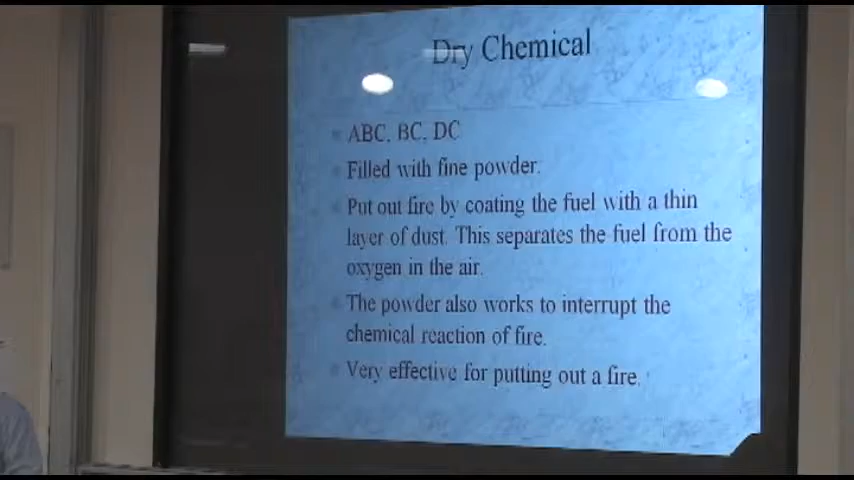 Dry Chemical
ABC, BC, DC
Filled with fine powder.
Put out fire by coating the fuel with a thin
layer of dust. This separates the fuel from the
oxygen in the air.
The powder also works to interrupt the
chemical reaction of fire.
Very effective for putting out a fire.